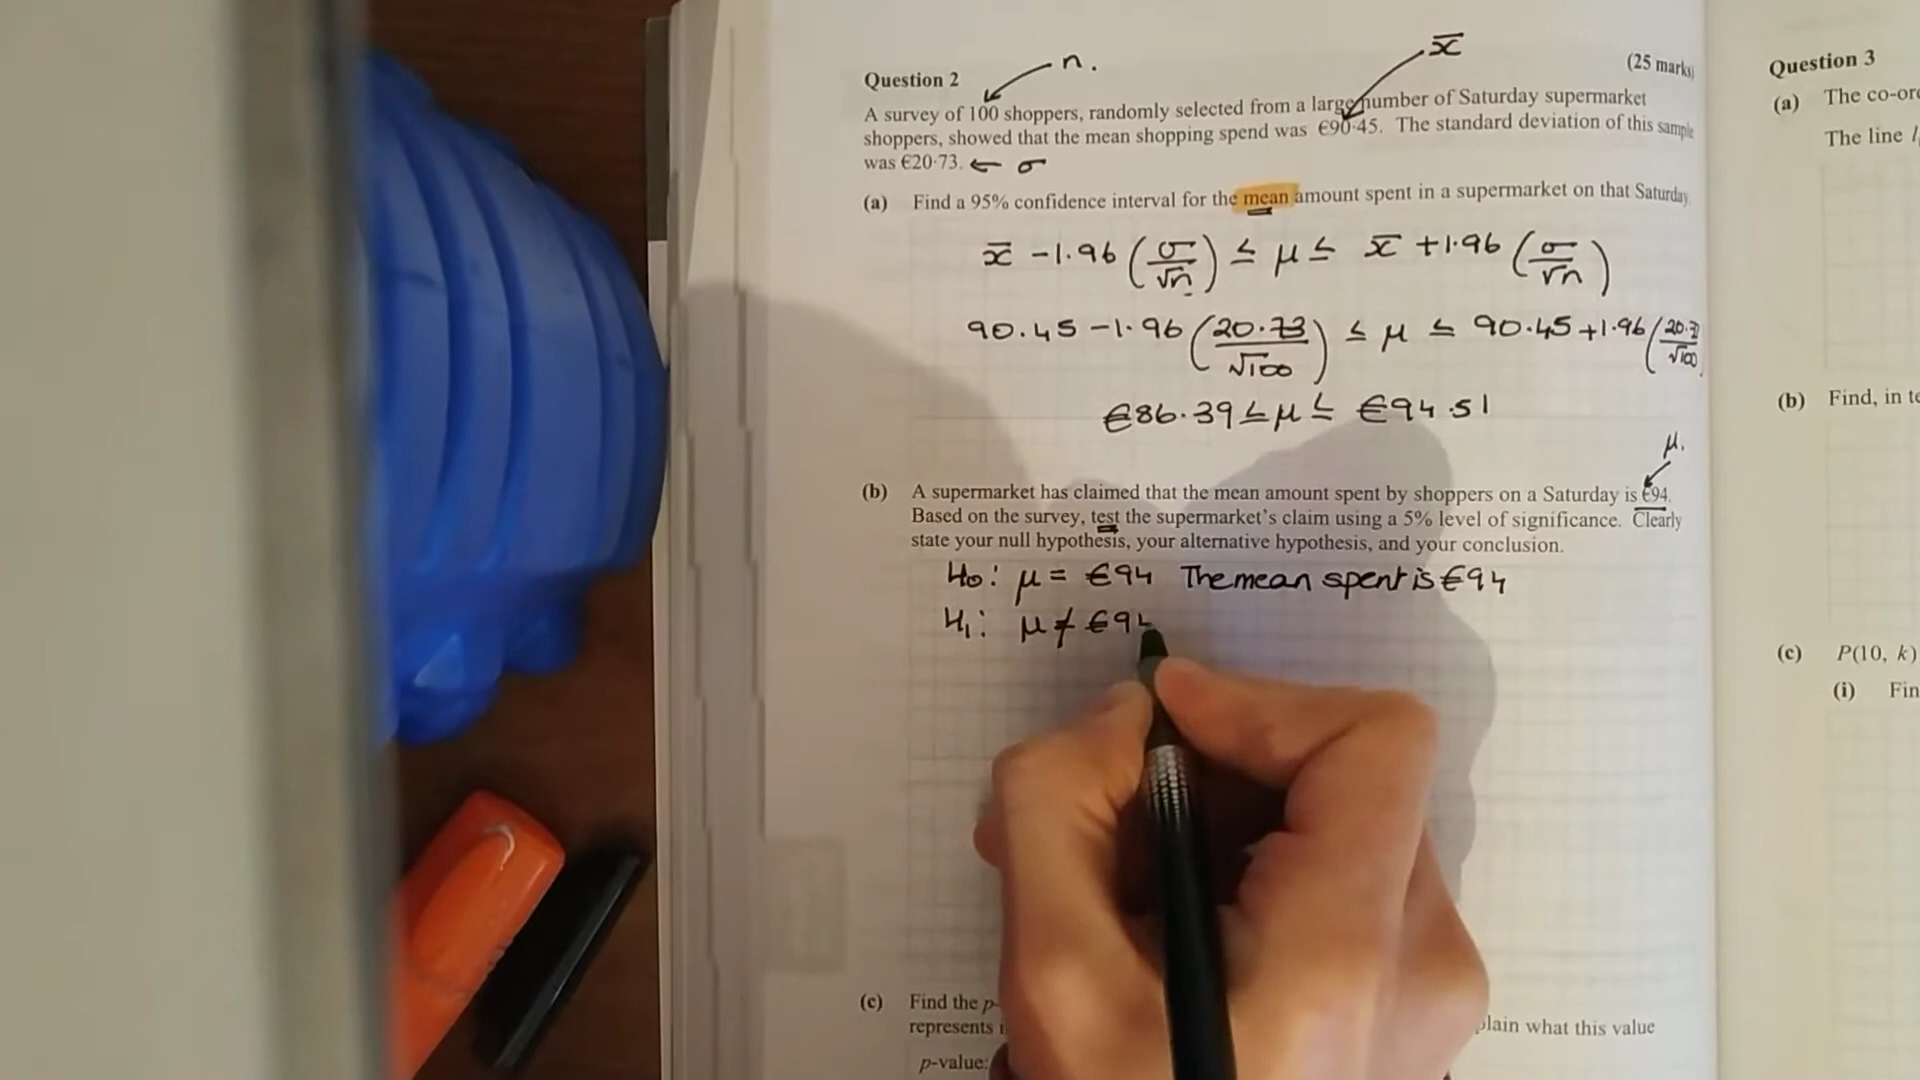 n.
x̄
Question 2
(25 marks)
A survey of 100 shoppers, randomly selected from a large number of Saturday supermarket
shoppers, showed that the mean shopping spend was €90·45. The standard deviation of this sample
was €20·73. ← σ
(a) Find a 95% confidence interval for the mean amount spent in a supermarket on that Saturday.
x̄ - 1.96 (σ/√n) ≤ μ ≤ x̄ + 1.96 (σ/√n)
90.45 - 1.96 (20.73/√100) ≤ μ ≤ 90.45 + 1.96 (20.7/√100
€86.39 ≤ μ ≤ €94.51
μ.
(b) A supermarket has claimed that the mean amount spent by shoppers on a Saturday is €94.
Based on the survey, test the supermarket's claim using a 5% level of significance. Clearly
state your null hypothesis, your alternative hypothesis, and your conclusion.
H₀: μ = €94 The mean spent is €94
H₁: μ ≠ €94
(c) Find the p-
represents
plain what this value
p-value:
Question 3
(a) The co-or
The line l
(b) Find, in te
(c) P(10, k)
(i) Fin